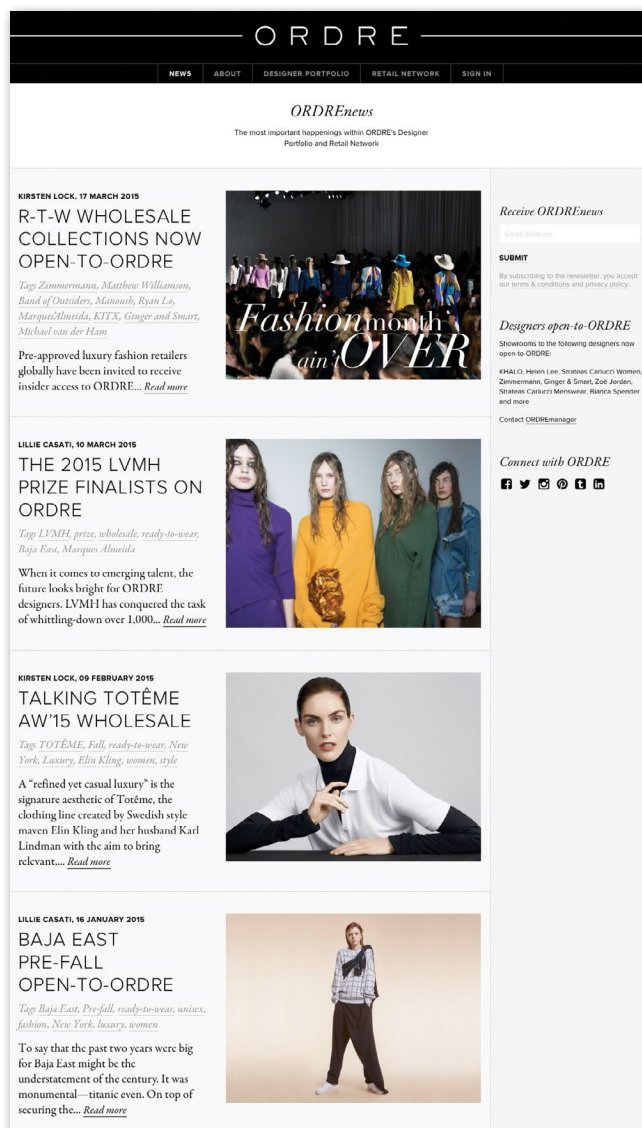 ORDRE
NEWS
ABOUT
DESIGNER PORTFOLIO
RETAIL NETWORK
SIGN IN
ORDREnews
The most important happenings within ORDRE's Designer
Portfolio and Retail Network
KIRSTEN LOCK, 17 MARCH 2015
R-T-W WHOLESALE
COLLECTIONS NOW
OPEN-TO-ORDRE
Tags Zimmermann, Matthew Williamson,
Band of Outsiders, Manoush, Ryan Lo,
Marques'Almeida, KITX, Ginger and Smart,
Michael van der Ham
Pre-approved luxury fashion retailers
globally have been invited to receive
insider access to ORDRE... Read more
Fashion month
ain't OVER
LILLIE CASATI, 10 MARCH 2015
THE 2015 LVMH
PRIZE FINALISTS ON
ORDRE
Tags LVMH, prize, wholesale, ready-to-wear,
Baja East, Marques Almeida
When it comes to emerging talent, the
future looks bright for ORDRE
designers. LVMH has conquered the task
of whittling-down over 1,000... Read more
KIRSTEN LOCK, 09 FEBRUARY 2015
TALKING TOTÊME
AW'15 WHOLESALE
Tags TOTÊME, Fall, ready-to-wear, New
York, Luxury, Elin Kling, women, style
A “refined yet casual luxury” is the
signature aesthetic of Totême, the
clothing line created by Swedish style
maven Elin Kling and her husband Karl
Lindman with the aim to bring
relevant,... Read more
LILLIE CASATI, 16 JANUARY 2015
BAJA EAST
PRE-FALL
OPEN-TO-ORDRE
Tags Baja East, Pre-fall, ready-to-wear, unisex,
fashion, New York, luxury, women
To say that the past two years were big
for Baja East might be the
understatement of the century. It was
monumental—titanic even. On top of
securing the... Read more
Receive ORDREnews
Email Address
SUBMIT
By subscribing to the newsletter, you accept
our terms & conditions and privacy policy.
Designers open-to-ORDRE
Showrooms to the following designers now
open-to-ORDRE:
KHALO, Helen Lee, Strateas Carlucci Women,
Zimmermann, Ginger & Smart, Zoë Jordan,
Strateas Carlucci Menswear, Bianca Spender
and more
Contact ORDREmanager
Connect with ORDRE